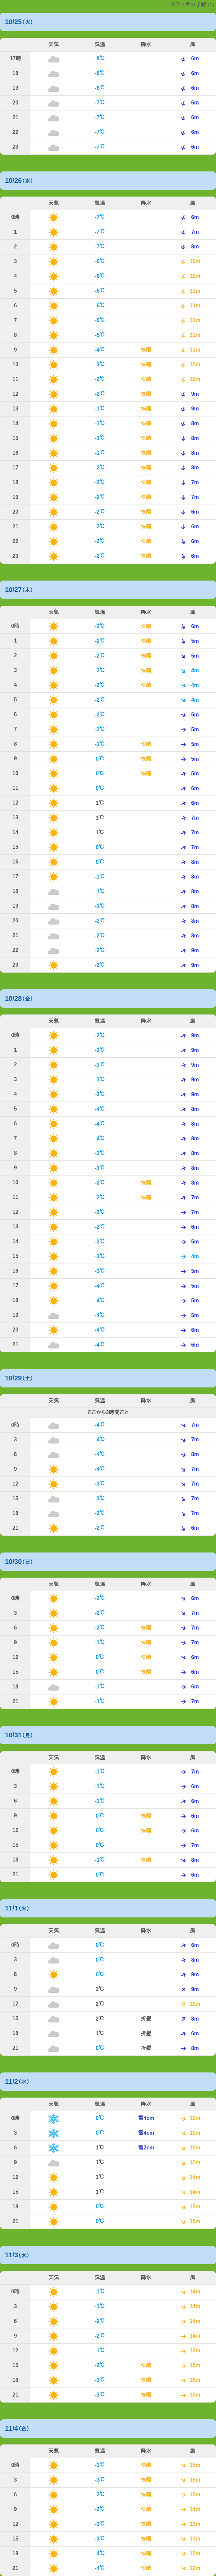 10/25(火)
天気 気温 降水 風
17時 -8℃ 6m
18 -8℃ 6m
19 -8℃ 6m
20 -7℃ 6m
21 -7℃ 6m
22 -7℃ 6m
23 -7℃ 6m
10/26(水)
天気 気温 降水 風
0時 -7℃ 6m
1 -7℃ 7m
2 -7℃ 8m
3 -6℃ 10m
4 -6℃ 10m
5 -6℃ 11m
6 -6℃ 11m
7 -6℃ 11m
8 -5℃ 11m
9 -4℃ 快晴 11m
10 -3℃ 快晴 10m
11 -2℃ 快晴 10m
12 -2℃ 快晴 9m
13 -1℃ 快晴 9m
14 -1℃ 快晴 8m
15 -1℃ 快晴 8m
16 -1℃ 快晴 8m
17 -2℃ 快晴 8m
18 -2℃ 快晴 7m
19 -2℃ 快晴 7m
20 -2℃ 快晴 6m
21 -2℃ 快晴 6m
22 -2℃ 快晴 6m
23 -2℃ 快晴 6m
10/27(木)
天気 気温 降水 風
0時 -2℃ 快晴 6m
1 -2℃ 快晴 5m
2 -2℃ 快晴 5m
3 -2℃ 快晴 4m
4 -2℃ 快晴 4m
5 -2℃ 4m
6 -2℃ 5m
7 -2℃ 5m
8 -1℃ 快晴 5m
9 0℃ 快晴 5m
10 0℃ 快晴 5m
11 0℃ 6m
12 1℃ 6m
13 1℃ 7m
14 1℃ 7m
15 0℃ 7m
16 0℃ 8m
17 -1℃ 8m
18 -1℃ 8m
19 -1℃ 8m
20 -2℃ 8m
21 -2℃ 8m
22 -2℃ 9m
23 -2℃ 9m
10/28(金)
天気 気温 降水 風
0時 -2℃ 9m
1 -3℃ 9m
2 -3℃ 9m
3 -3℃ 9m
4 -3℃ 9m
5 -4℃ 8m
6 -4℃ 8m
7 -4℃ 8m
8 -3℃ 8m
9 -3℃ 8m
10 -2℃ 快晴 8m
11 -2℃ 快晴 7m
12 -2℃ 7m
13 -2℃ 6m
14 -2℃ 5m
15 -3℃ 4m
16 -3℃ 5m
17 -4℃ 5m
18 -4℃ 5m
19 -4℃ 5m
20 -4℃ 6m
21 -4℃ 6m
10/29(土)
天気 気温 降水 風
ここから3時間ごと
0時 -4℃ 7m
3 -4℃ 7m
6 -4℃ 8m
9 -4℃ 7m
12 -3℃ 7m
15 -3℃ 7m
18 -2℃ 7m
21 -2℃ 6m
10/30(日)
天気 気温 降水 風
0時 -2℃ 6m
3 -2℃ 7m
6 -2℃ 快晴 7m
9 -1℃ 快晴 7m
12 0℃ 快晴 6m
15 0℃ 快晴 6m
18 -1℃ 6m
21 -1℃ 7m
10/31(月)
天気 気温 降水 風
0時 -1℃ 7m
3 -1℃ 6m
6 -1℃ 6m
9 0℃ 快晴 6m
12 0℃ 快晴 6m
15 0℃ 7m
18 -1℃ 快晴 8m
21 0℃ 6m
11/1(火)
天気 気温 降水 風
0時 0℃ 6m
3 0℃ 8m
6 0℃ 9m
9 2℃ 9m
12 2℃ 10m
15 2℃ 8m
18 1℃ 6m
21 0℃ 8m
11/2(水)
天気 気温 降水 風
0時 0℃ 雪4cm 10m
3 0℃ 雪4cm 10m
6 1℃ 雪2cm 10m
9 1℃ 12m
12 1℃ 14m
15 1℃ 14m
18 0℃ 15m
21 0℃ 15m
11/3(木)
天気 気温 降水 風
0時 -1℃ 14m
3 -1℃ 14m
6 -2℃ 14m
9 -2℃ 14m
12 -1℃ 14m
15 -2℃ 快晴 15m
18 -3℃ 快晴 16m
21 -3℃ 快晴 15m
11/4(金)
天気 気温 降水 風
0時 -3℃ 快晴 15m
3 -3℃ 快晴 15m
6 -2℃ 快晴 15m
9 -2℃ 快晴 14m
12 -3℃ 快晴 13m
15 -3℃ 快晴 13m
18 -4℃ 快晴 12m
21 -4℃ 快晴 12m